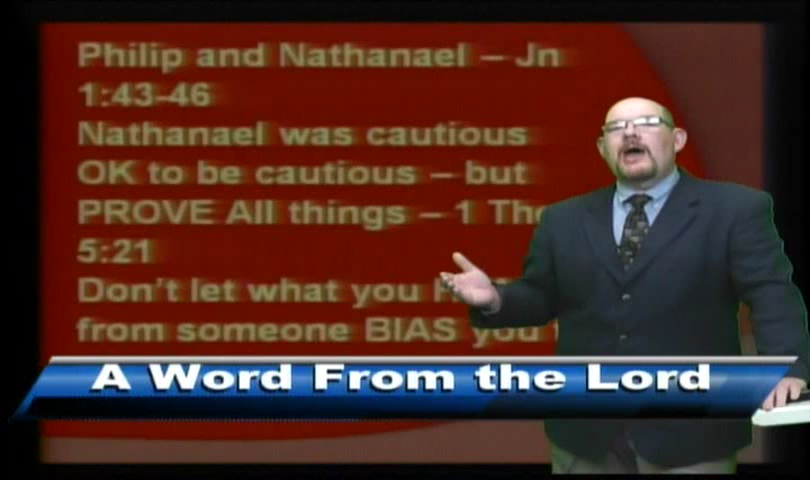 Philip and Nathanael – Jn
1:43-46
Nathanael was cautious
OK to be cautious – but
PROVE All things – 1 The
5:21
Don't let what you
from someone BIAS you
A Word From the Lord